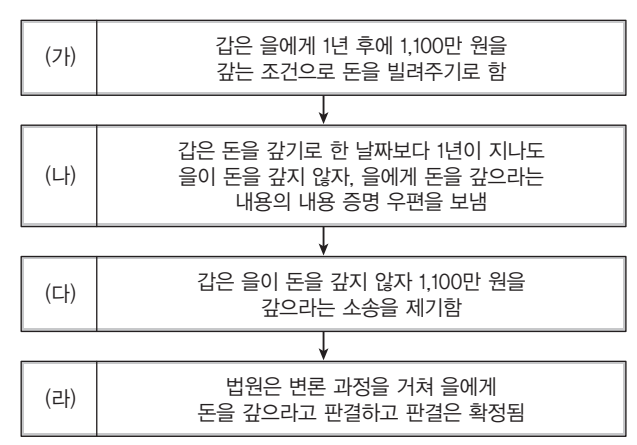 (가)
갑은 을에게 1년 후에 1,100만 원을
갚는 조건으로 돈을 빌려주기로 함
(나)
갑은 돈을 갚기로 한 날짜보다 1년이 지나도
을이 돈을 갚지 않자, 을에게 돈을 갚으라는
내용의 내용 증명 우편을 보냄
(다)
갑은 을이 돈을 갚지 않자 1,100만 원을
갚으라는 소송을 제기함
(라)
법원은 변론 과정을 거쳐 을에게
돈을 갚으라고 판결하고 판결은 확정됨